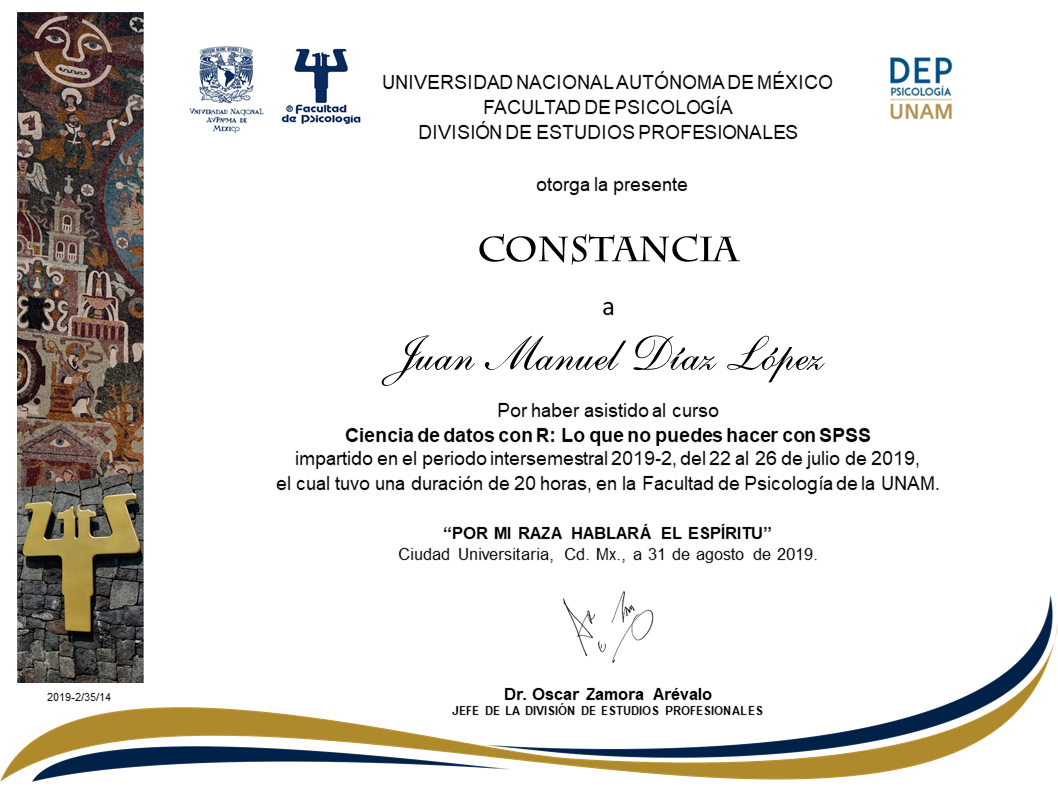 UNIVERSIDAD NACIONAL
AVTNMA DE
MEXICO
© Facultad
de Psicología
UNIVERSIDAD NACIONAL AUTÓNOMA DE MÉXICO
FACULTAD DE PSICOLOGÍA
DIVISIÓN DE ESTUDIOS PROFESIONALES
DEP
PSICOLOGÍA
UNAM
otorga la presente
CONSTANCIA
a
Juan Manuel Díaz López
Por haber asistido al curso
Ciencia de datos con R: Lo que no puedes hacer con SPSS
impartido en el periodo intersemestral 2019-2, del 22 al 26 de julio de 2019,
el cual tuvo una duración de 20 horas, en la Facultad de Psicología de la UNAM.
“POR MI RAZA HABLARÁ EL ESPÍRITU”
Ciudad Universitaria, Cd. Mx., a 31 de agosto de 2019.
Dr. Oscar Zamora Arévalo
JEFE DE LA DIVISIÓN DE ESTUDIOS PROFESIONALES
2019-2/35/14